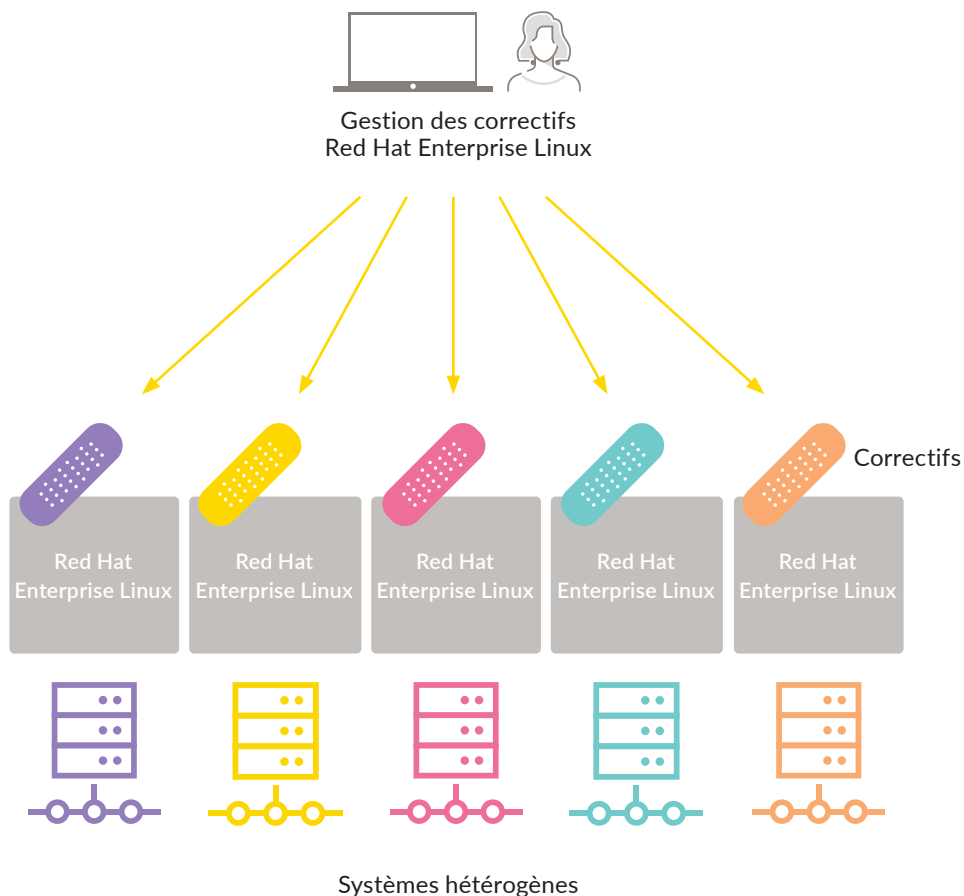 Gestion des correctifs
Red Hat Enterprise Linux
Correctifs
Red Hat
Enterprise Linux
Red Hat
Enterprise Linux
Red Hat
Enterprise Linux
Red Hat
Enterprise Linux
Red Hat
Enterprise Linux
Systèmes hétérogènes